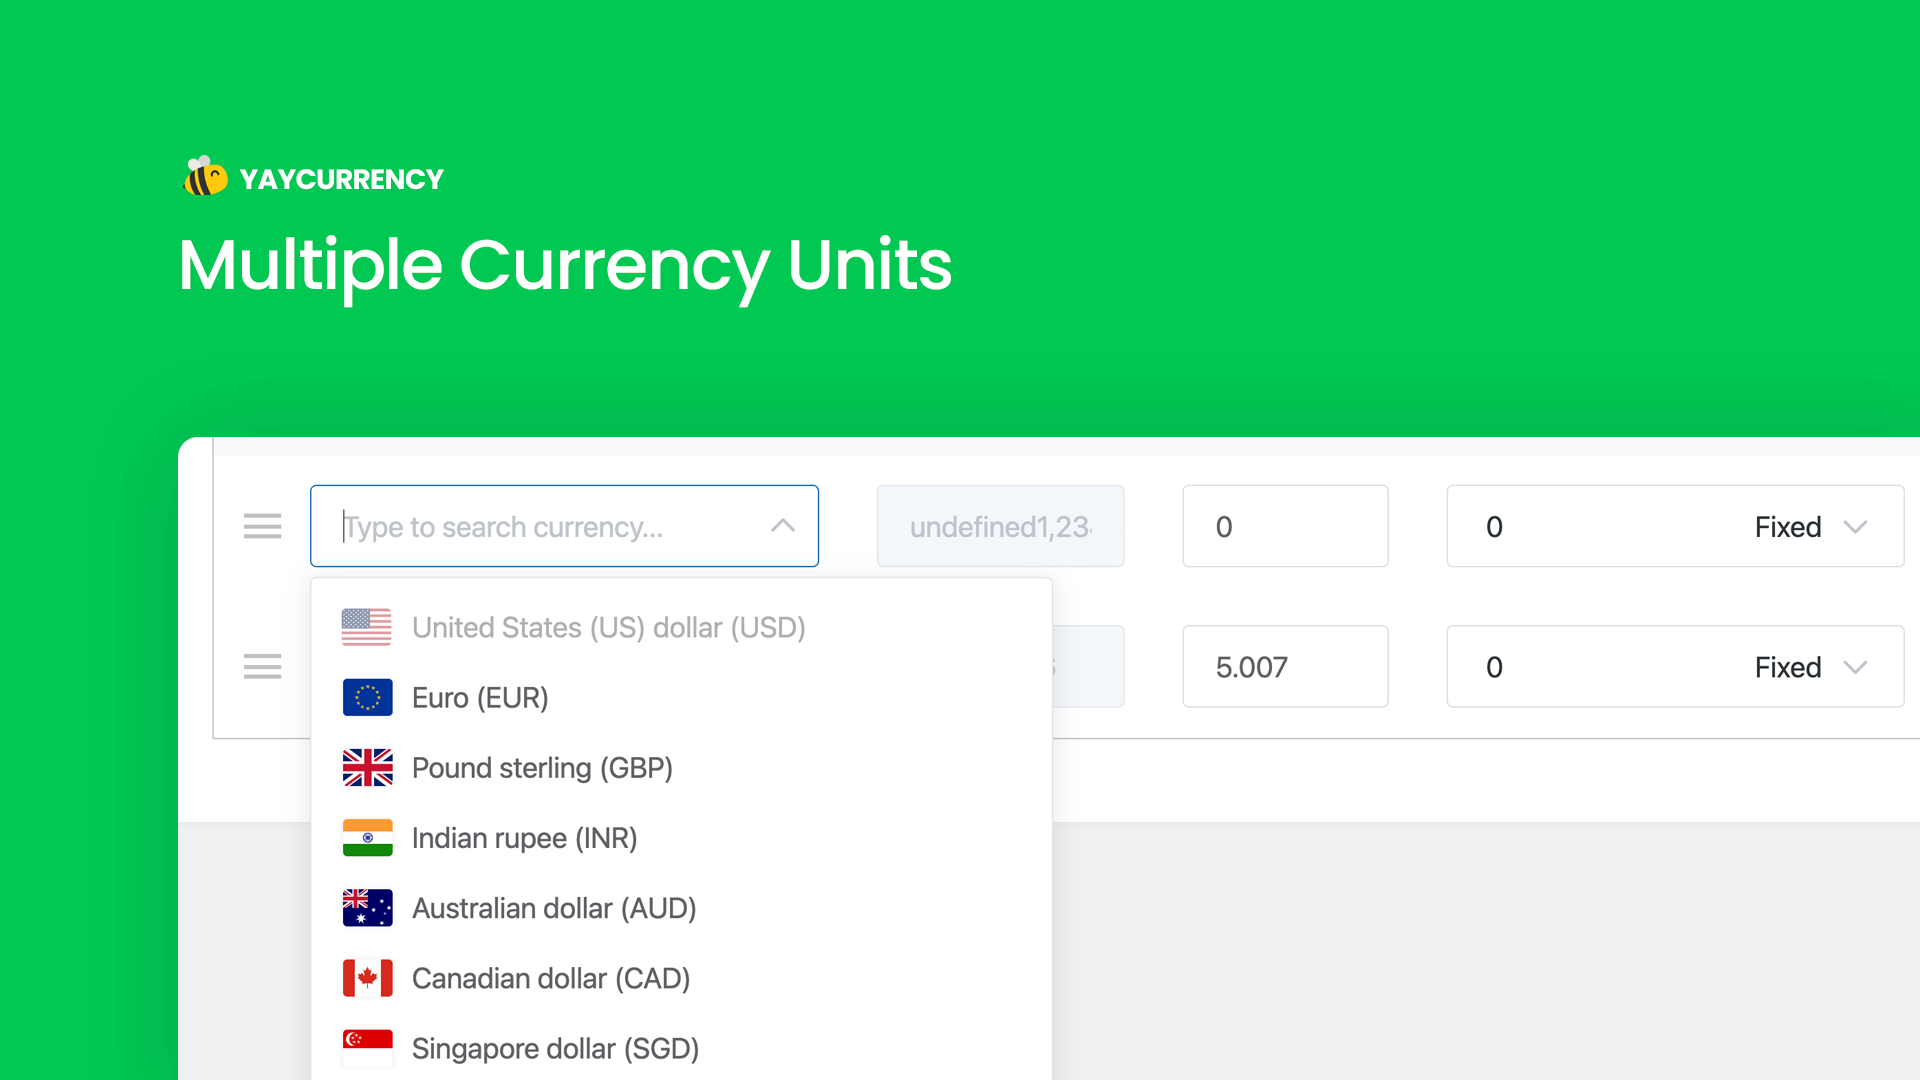 YAYCURRENCY
Multiple Currency Units
Type to search currency...
undefined1,23
0
0 Fixed
United States (US) dollar (USD)
5.007
0 Fixed
Euro (EUR)
Pound sterling (GBP)
Indian rupee (INR)
Australian dollar (AUD)
Canadian dollar (CAD)
Singapore dollar (SGD)